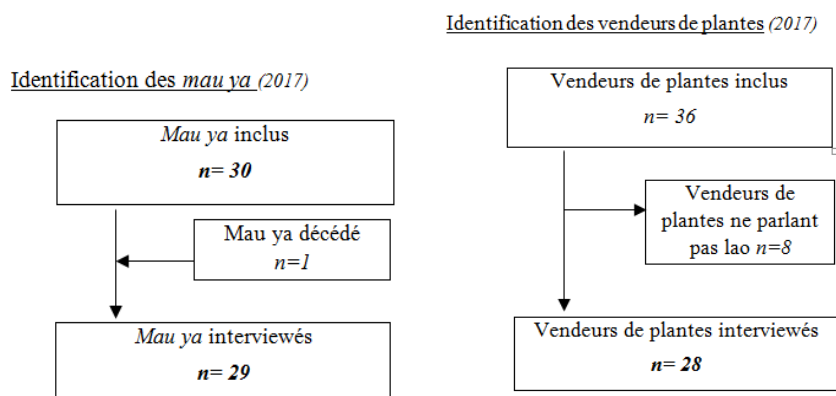 Identification des mau ya (2017)
Mau ya inclus
n= 30
Mau ya décédé
n=1
Mau ya interviewés
n= 29
Identification des vendeurs de plantes (2017)
Vendeurs de plantes inclus
n= 36
Vendeurs de
plantes ne parlant
pas lao n=8
Vendeurs de plantes interviewés
n= 28